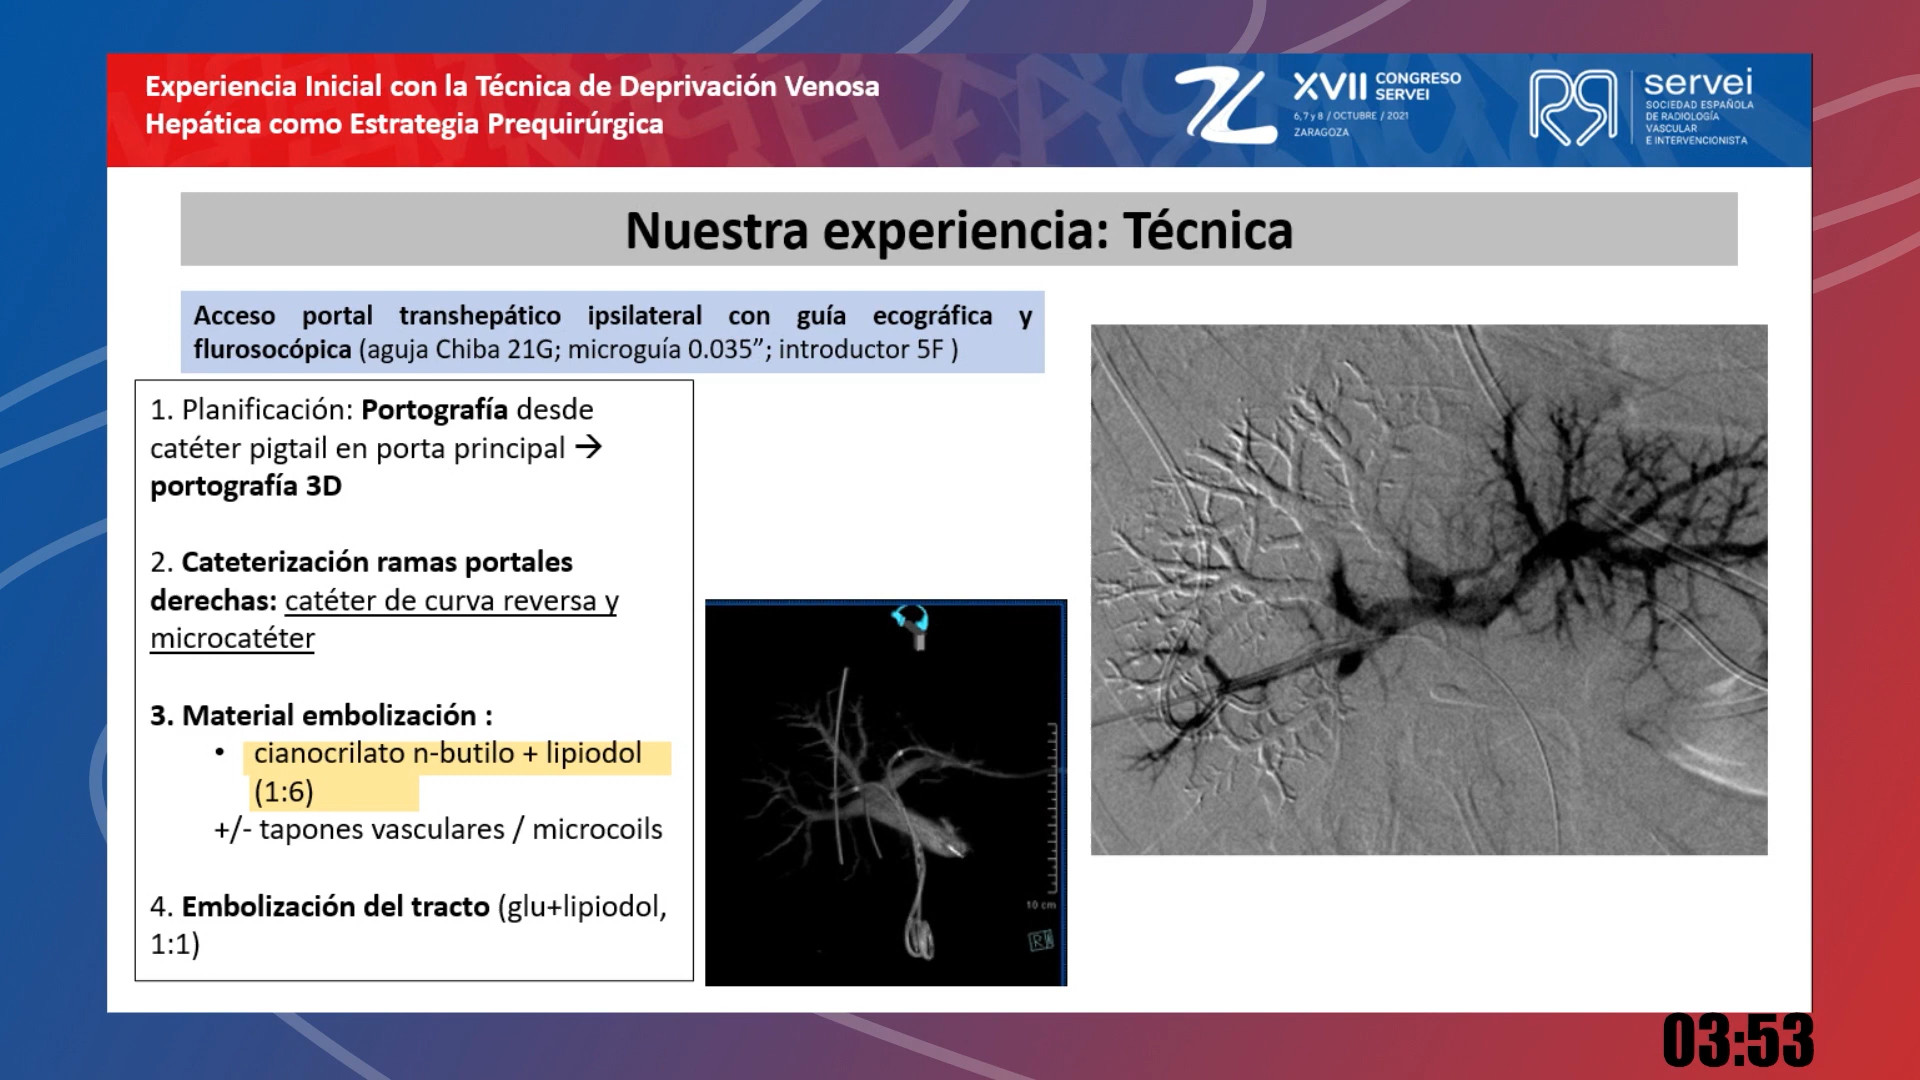 Experiencia Inicial con la Técnica de Deprivación Venosa
Hepática como Estrategia Prequirúrgica
XVII CONGRESO
SERVEI
6, 7 y 8 / OCTUBRE / 2021
ZARAGOZA
servei
SOCIEDAD ESPAÑOLA
DE RADIOLOGÍA
VASCULAR
E INTERVENCIONISTA
Nuestra experiencia: Técnica
Acceso portal transhepático ipsilateral con guía ecográfica y
flurosocópica (aguja Chiba 21G; microguía 0.035”; introductor 5F )
1. Planificación: Portografía desde
catéter pigtail en porta principal →
portografía 3D
2. Cateterización ramas portales
derechas: catéter de curva reversa y
microcatéter
3. Material embolización :
• cianocrilato n-butilo + lipiodol
(1:6)
+/- tapones vasculares / microcoils
4. Embolización del tracto (glu+lipiodol,
1:1)
10 cm
03:53